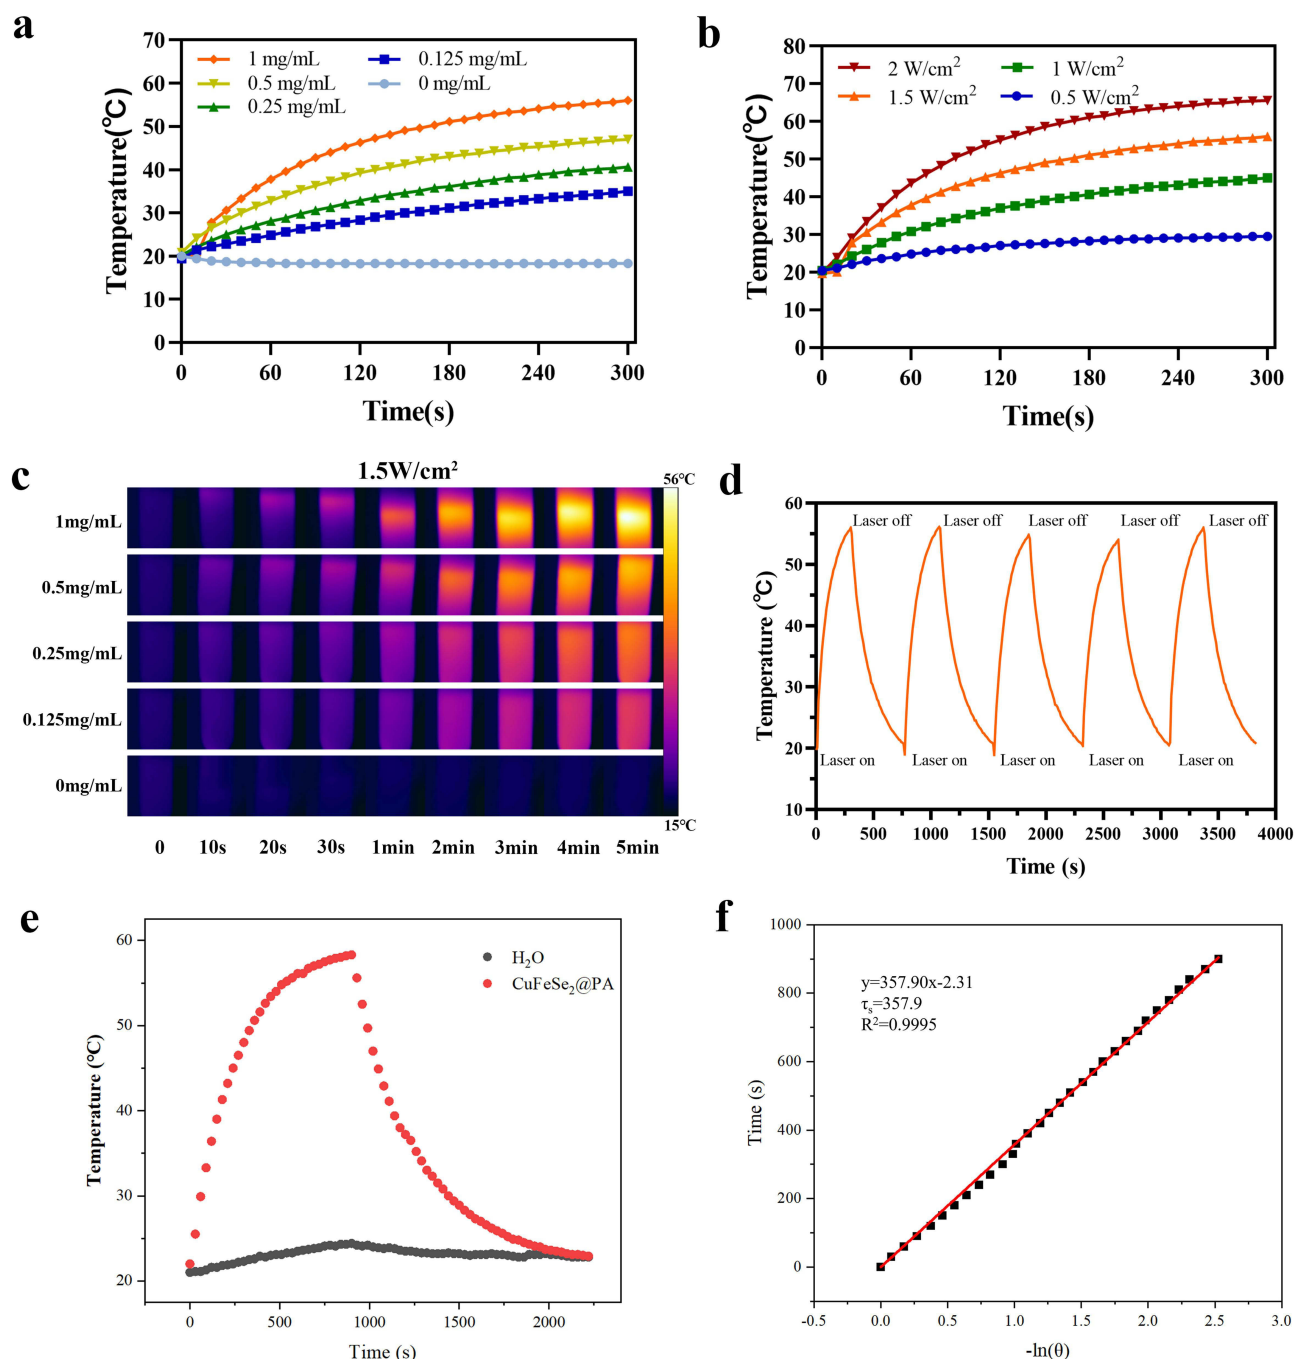 a
70
60
50
40
30
20
10
0
Temperature(°C)
1 mg/mL
0.5 mg/mL
0.25 mg/mL
0.125 mg/mL
0 mg/mL
0 60 120 180 240 300
Time(s)
b
80
70
60
50
40
30
20
10
0
Temperature(°C)
2 W/cm²
1.5 W/cm²
1 W/cm²
0.5 W/cm²
0 60 120 180 240 300
Time(s)
c
1.5W/cm²
56°C
1mg/mL
0.5mg/mL
0.25mg/mL
0.125mg/mL
0mg/mL
15°C
0 10s 20s 30s 1min 2min 3min 4min 5min
d
60
50
40
30
20
10
Temperature (°C)
Laser off Laser off Laser off Laser off Laser off
Laser on Laser on Laser on Laser on Laser on
0 500 1000 1500 2000 2500 3000 3500 4000
Time (s)
e
60
50
40
30
20
Temperature (°C)
H₂O
CuFeSe₂@PA
0 500 1000 1500 2000
Time (s)
f
1000
800
600
400
200
0
Time (s)
y=357.90x-2.31
τₛ=357.9
R²=0.9995
-0.5 0.0 0.5 1.0 1.5 2.0 2.5 3.0
-ln(θ)